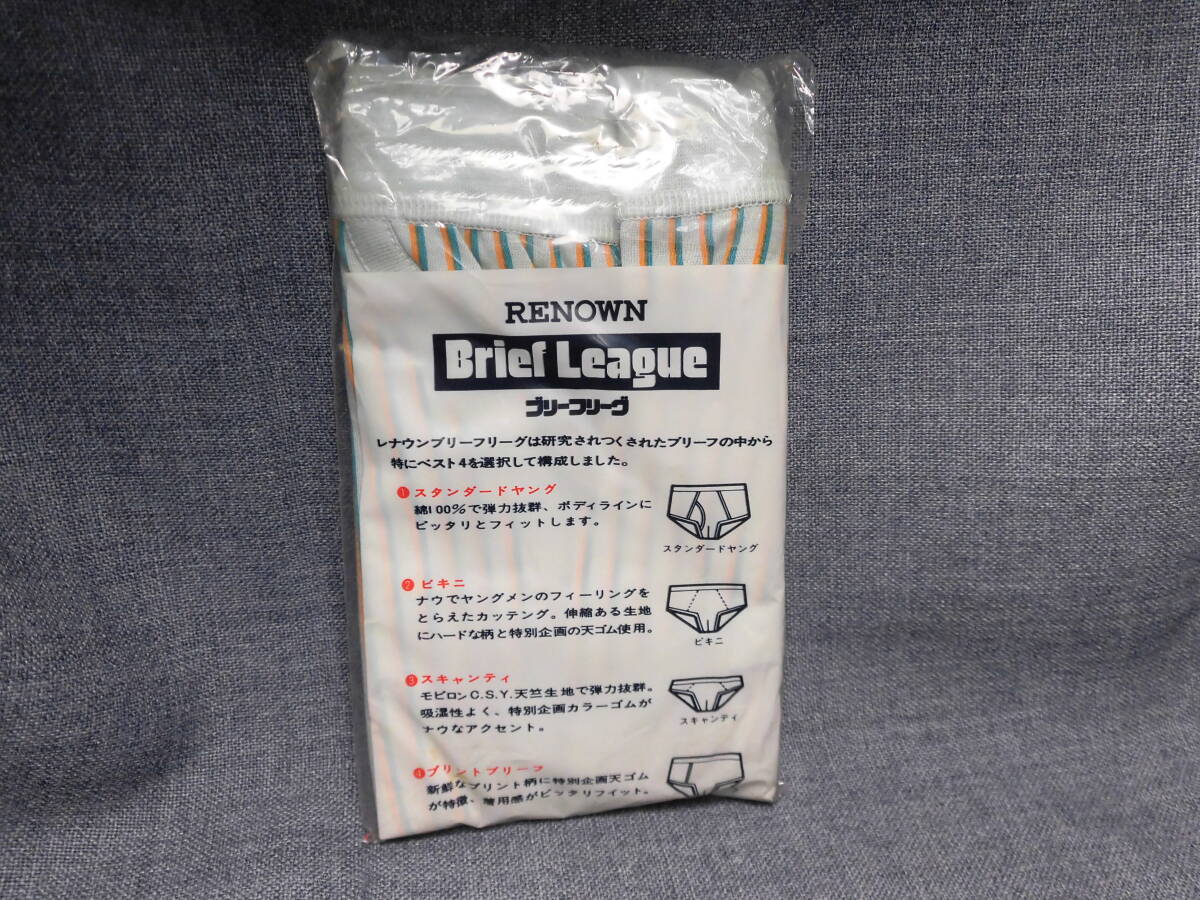 RENOWN
Brief League
ブリーフリーグ
レナウンブリーフリーグは研究されつくされたブリーフの中から
特にベスト4を選択して構成しました。
1 スタンダードヤング
綿100%で弾力抜群、ボディラインに
ピッタリとフィットします。
スタンダードヤング
2 ビキニ
ナウでヤングメンのフィーリングを
とらえたカッテング。伸縮ある生地
にハードな柄と特別企画の天ゴム使用。
ビキニ
3 スキャンティ
モビロンC.S.Y.天竺生地で弾力抜群。
吸湿性よく、特別企画カラーゴムが
ナウなアクセント。
スキャンティ
4 プリントブリーフ
新鮮なプリント柄に特別企画天ゴム
が特徴、着用感がピッタリフィット。